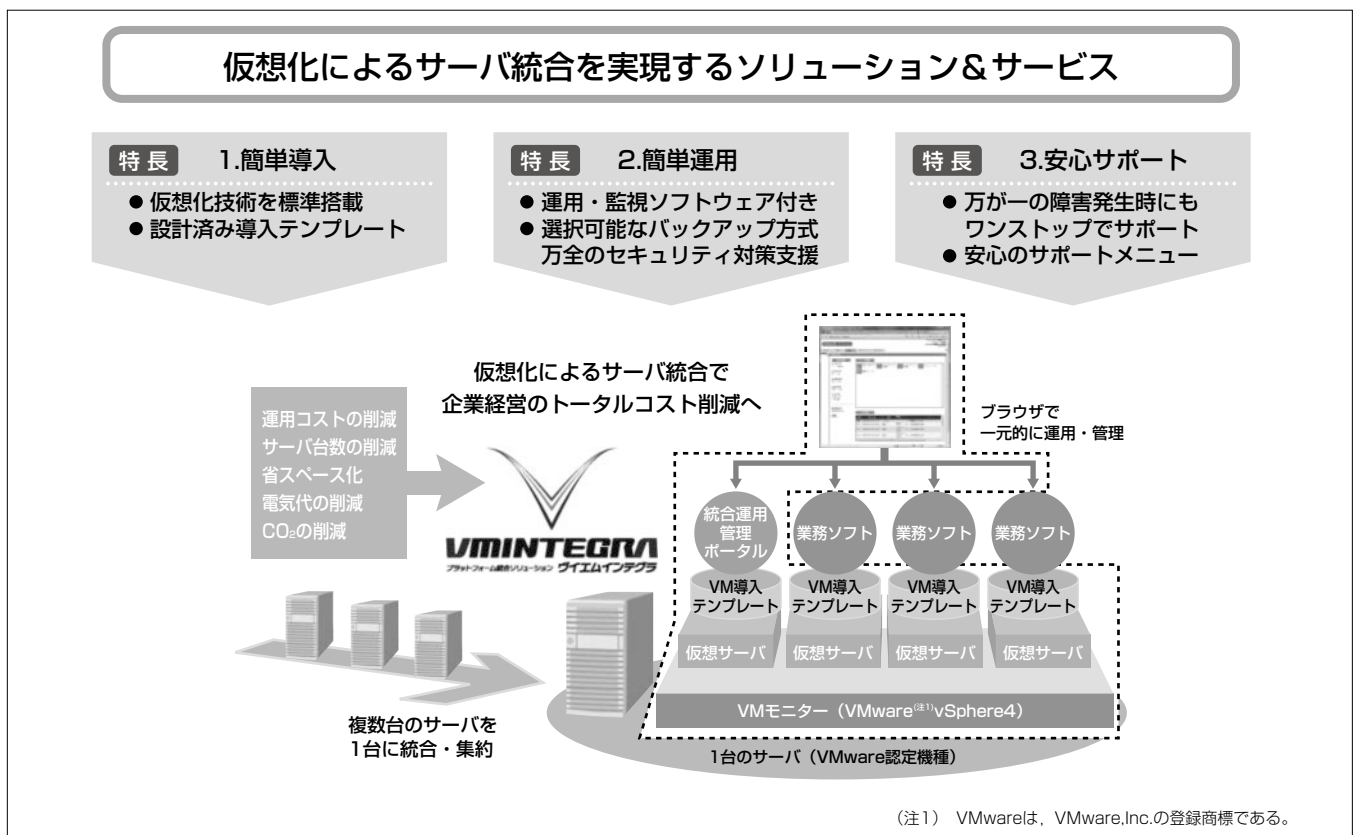 仮想化によるサーバ統合を実現するソリューション＆サービス
特長 1.簡単導入
● 仮想化技術を標準搭載
● 設計済み導入テンプレート
特長 2.簡単運用
● 運用・監視ソフトウェア付き
● 選択可能なバックアップ方式
万全のセキュリティ対策支援
特長 3.安心サポート
● 万が一の障害発生時にも
ワンストップでサポート
● 安心のサポートメニュー
仮想化によるサーバ統合で
企業経営のトータルコスト削減へ
運用コストの削減
サーバ台数の削減
省スペース化
電気代の削減
CO₂の削減
VMINTEGRA
プラットフォーム統合ソリューション ヴイエムインテグラ
ブラウザで
一元的に運用・管理
統合運用
管理
ポータル
業務ソフト
業務ソフト
業務ソフト
VM導入
テンプレート
VM導入
テンプレート
VM導入
テンプレート
VM導入
テンプレート
仮想サーバ
仮想サーバ
仮想サーバ
仮想サーバ
VMモニター（VMware(注1)vSphere4）
複数台のサーバを
1台に統合・集約
1台のサーバ（VMware認定機種）
（注1） VMwareは，VMware,Inc.の登録商標である。